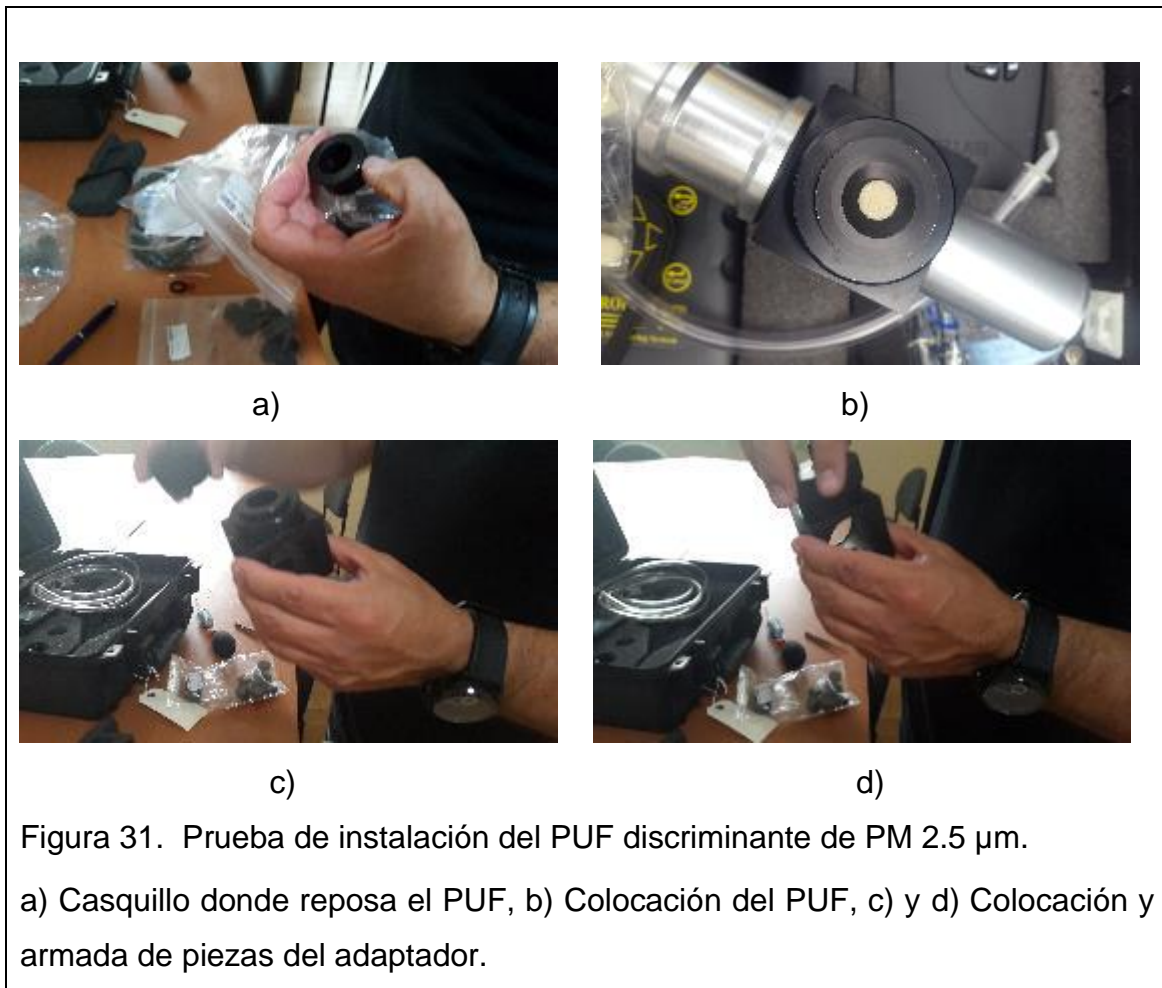 a)
b)
c)
d)
Figura 31. Prueba de instalación del PUF discriminante de PM 2.5 µm.
a) Casquillo donde reposa el PUF, b) Colocación del PUF, c) y d) Colocación y
armada de piezas del adaptador.